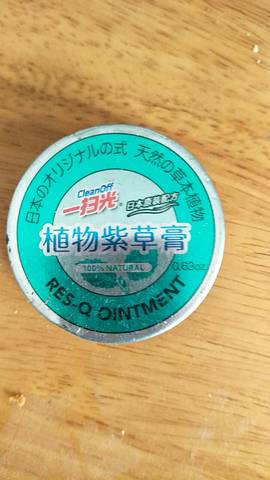 日本のオリジナルの式 天然の草本植物
CleanOff
一扫光®
日本原装配方
植物紫草膏
100% NATURAL
0.63oz
RES-Q OINTMENT